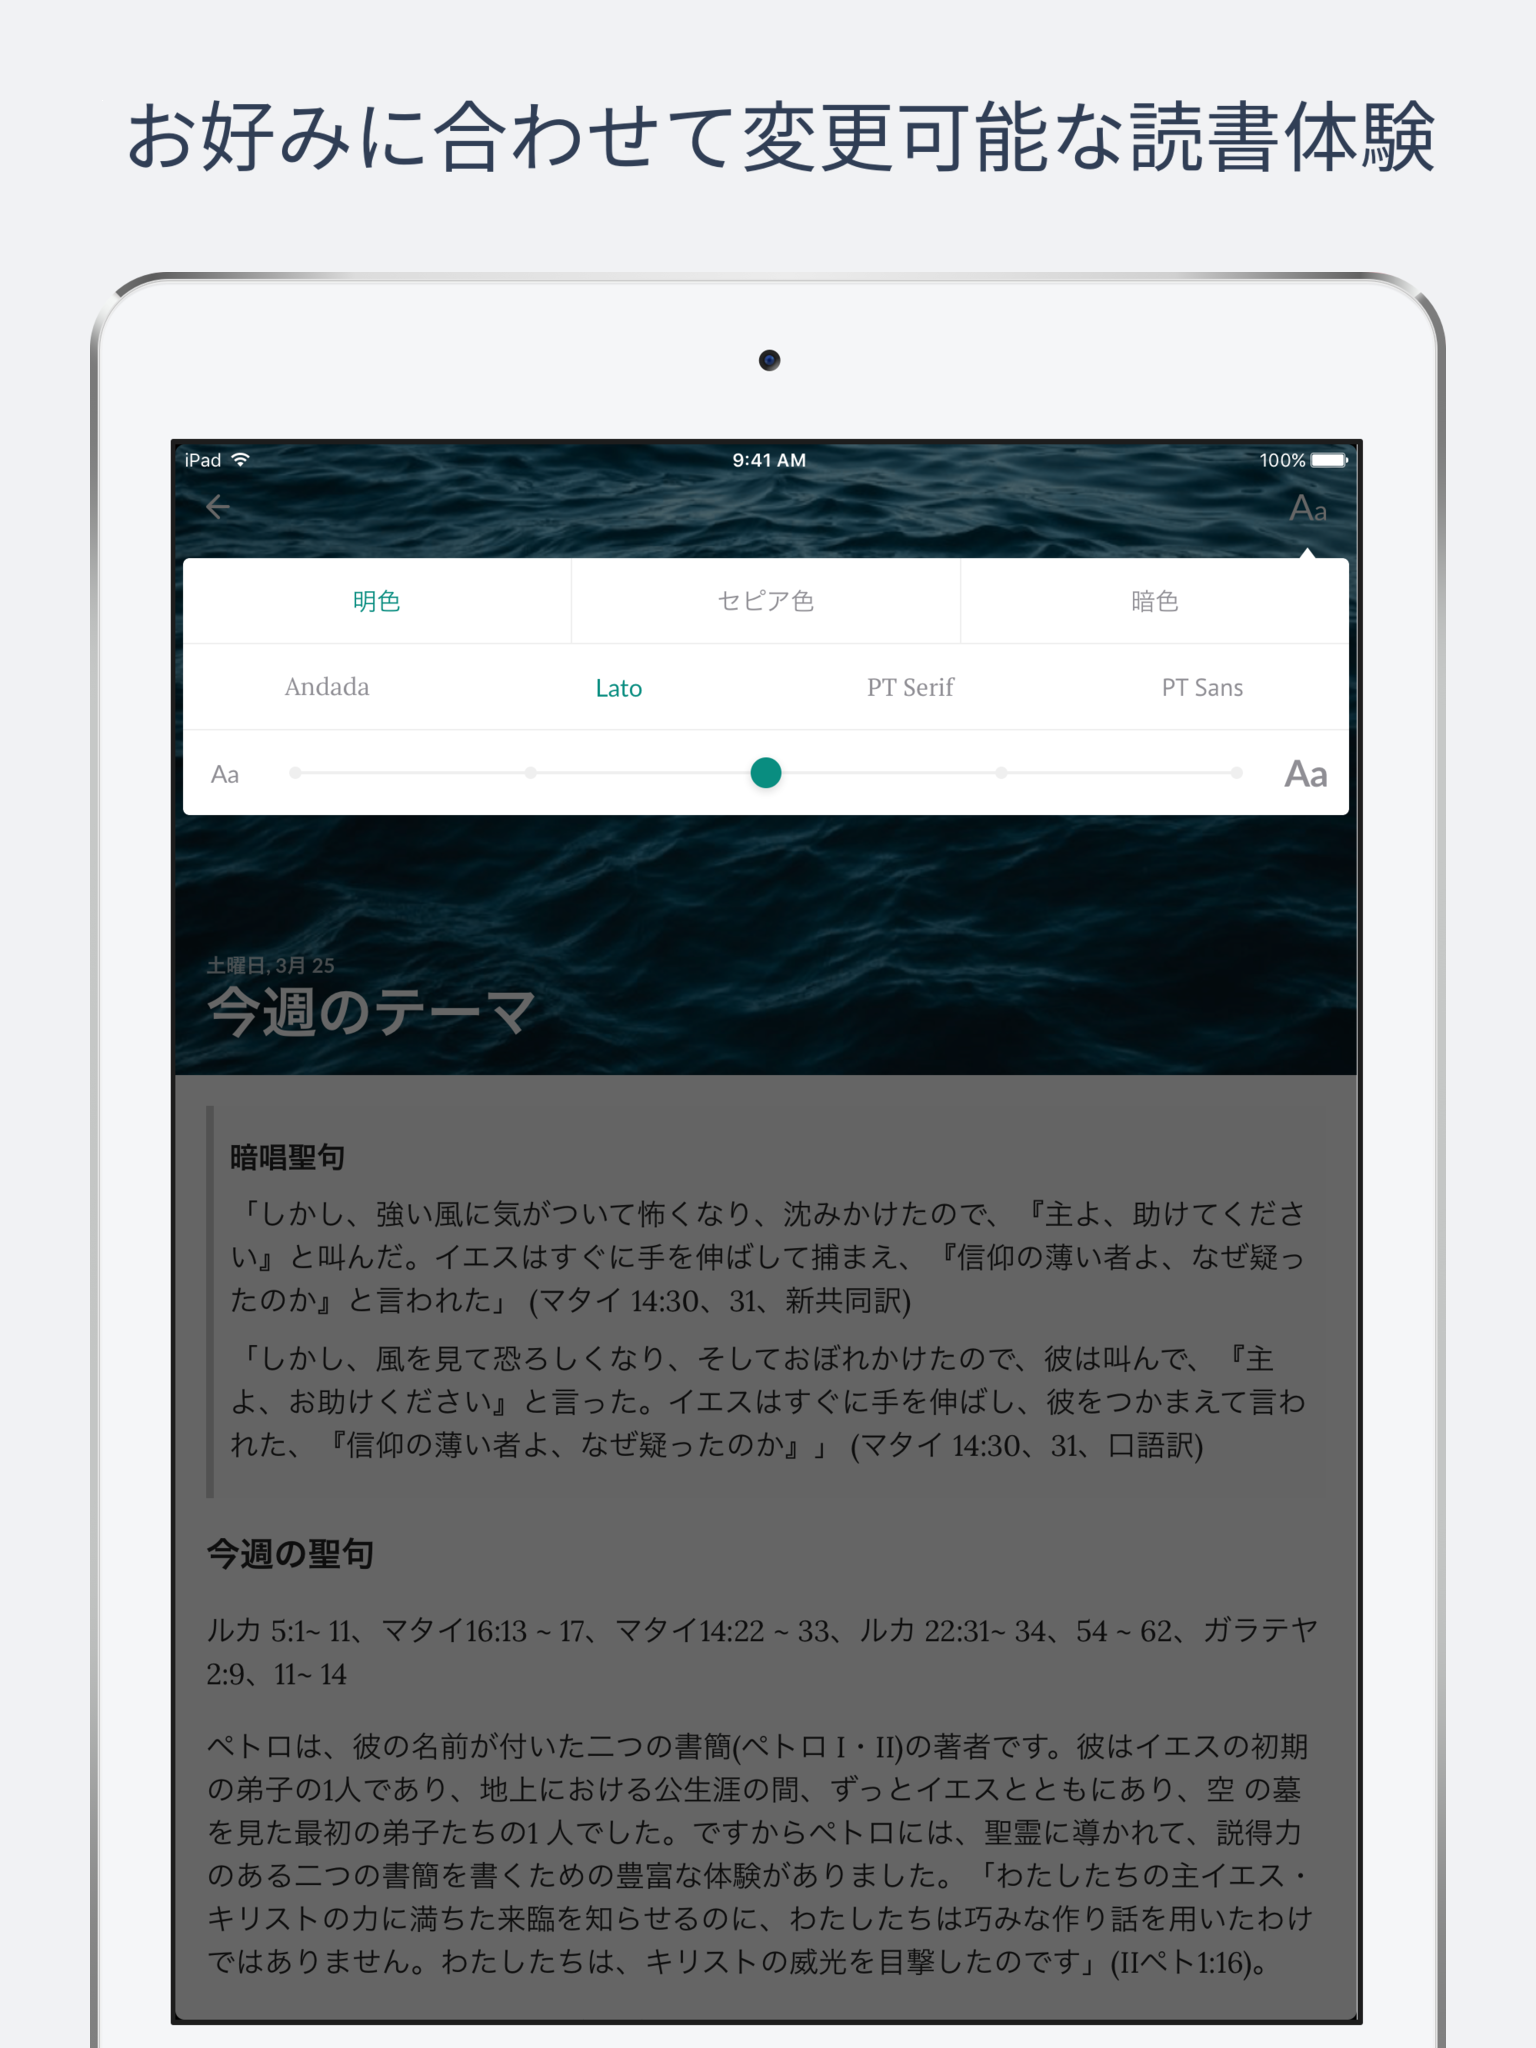 お好みに合わせて変更可能な読書体験
iPad 9:41 AM 100%
Aa
明色 セピア色 暗色
Andada Lato PT Serif PT Sans
Aa Aa
土曜日, 3月 25
今週のテーマ
暗唱聖句
「しかし、強い風に気がついて怖くなり、沈みかけたので、『主よ、助けてくださ
い』と叫んだ。イエスはすぐに手を伸ばして捕まえ、『信仰の薄い者よ、なぜ疑っ
たのか』と言われた」 (マタイ 14:30、31、新共同訳)
「しかし、風を見て恐ろしくなり、そしておぼれかけたので、彼は叫んで、『主
よ、お助けください』と言った。イエスはすぐに手を伸ばし、彼をつかまえて言わ
れた、『信仰の薄い者よ、なぜ疑ったのか』」 (マタイ 14:30、31、口語訳)
今週の聖句
ルカ 5:1~ 11、マタイ16:13 ~ 17、マタイ14:22 ~ 33、ルカ 22:31~ 34、54 ~ 62、ガラテヤ
2:9、11~ 14
ペトロは、彼の名前が付いた二つの書簡(ペトロ I・II)の著者です。彼はイエスの初期
の弟子の1人であり、地上における公生涯の間、ずっとイエスとともにあり、空 の墓
を見た最初の弟子たちの1 人でした。ですからペトロには、聖霊に導かれて、説得力
のある二つの書簡を書くための豊富な体験がありました。「わたしたちの主イエス・
キリストの力に満ちた来臨を知らせるのに、わたしたちは巧みな作り話を用いたわけ
ではありません。わたしたちは、キリストの威光を目撃したのです」(IIペト1:16)。